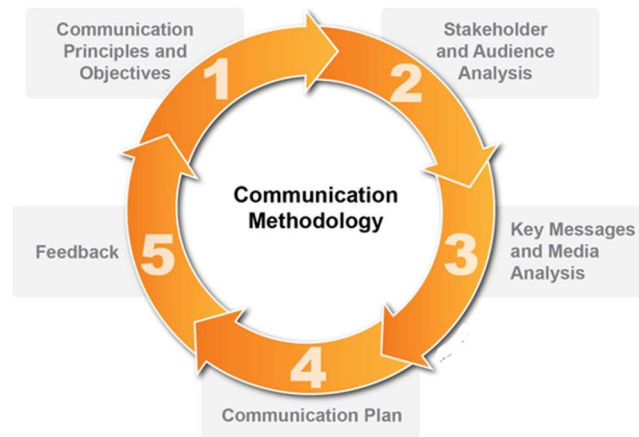 Communication
Principles and
Objectives
1
2
Stakeholder
and Audience
Analysis
Communication
Methodology
3
Key Messages
and Media
Analysis
4
Communication Plan
5
Feedback